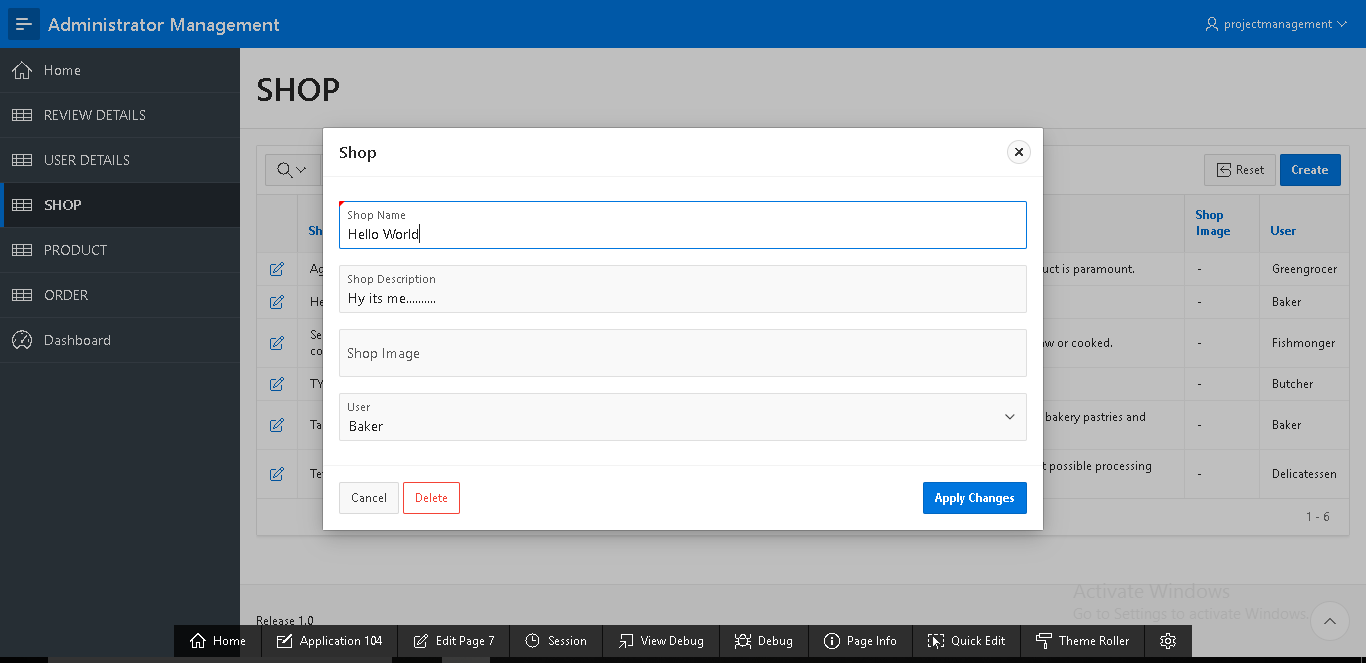 Administrator Management
projectmanagement
Home
REVIEW DETAILS
USER DETAILS
SHOP
PRODUCT
ORDER
Dashboard
SHOP
Reset
Create
Sh
Shop
Image
User
Ag
uct is paramount.
-
Greengrocer
He
-
Baker
Se
co
aw or cooked.
-
Fishmonger
TY
-
Butcher
Ta
bakery pastries and
-
Baker
Te
t possible processing
-
Delicatessen
1 - 6
Shop
Shop Name
Hello World
Shop Description
Hy its me..........
Shop Image
User
Baker
Cancel
Delete
Apply Changes
Activate Windows
Go to Settings to activate Windows.
Release 1.0
Home
Application 104
Edit Page 7
Session
View Debug
Debug
Page Info
Quick Edit
Theme Roller